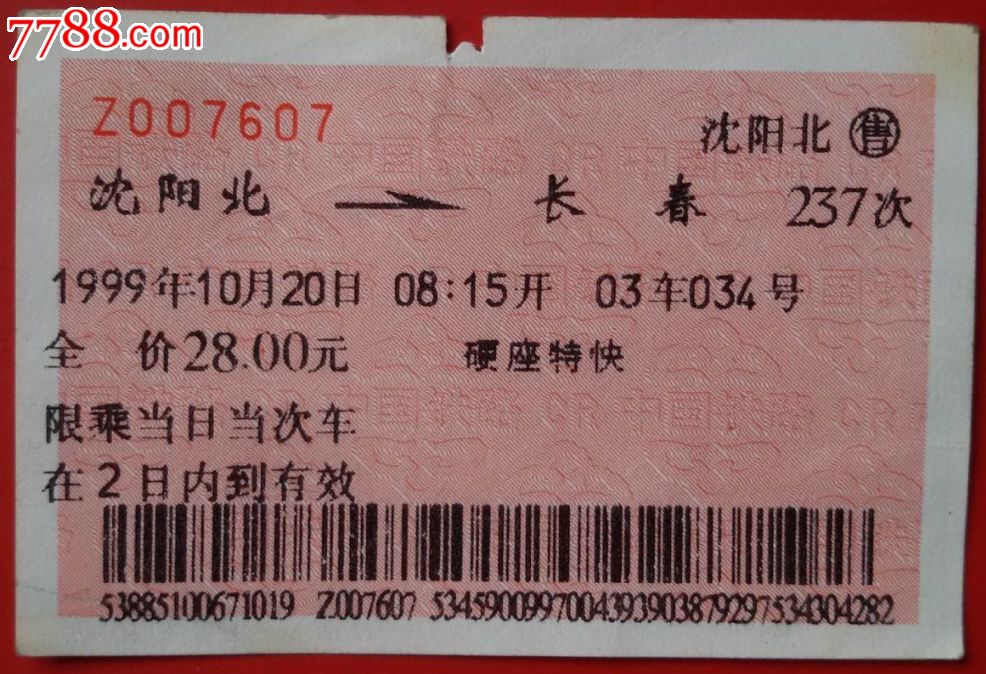 7788.com
Z007607
沈阳北 售
沈阳北 长春 237次
1999年10月20日 08:15开 03车034号
全 价28.00元 硬座特快
限乘当日当次车
在2日内到有效
53885100671019 Z007607 5345900997004393903879297534304282